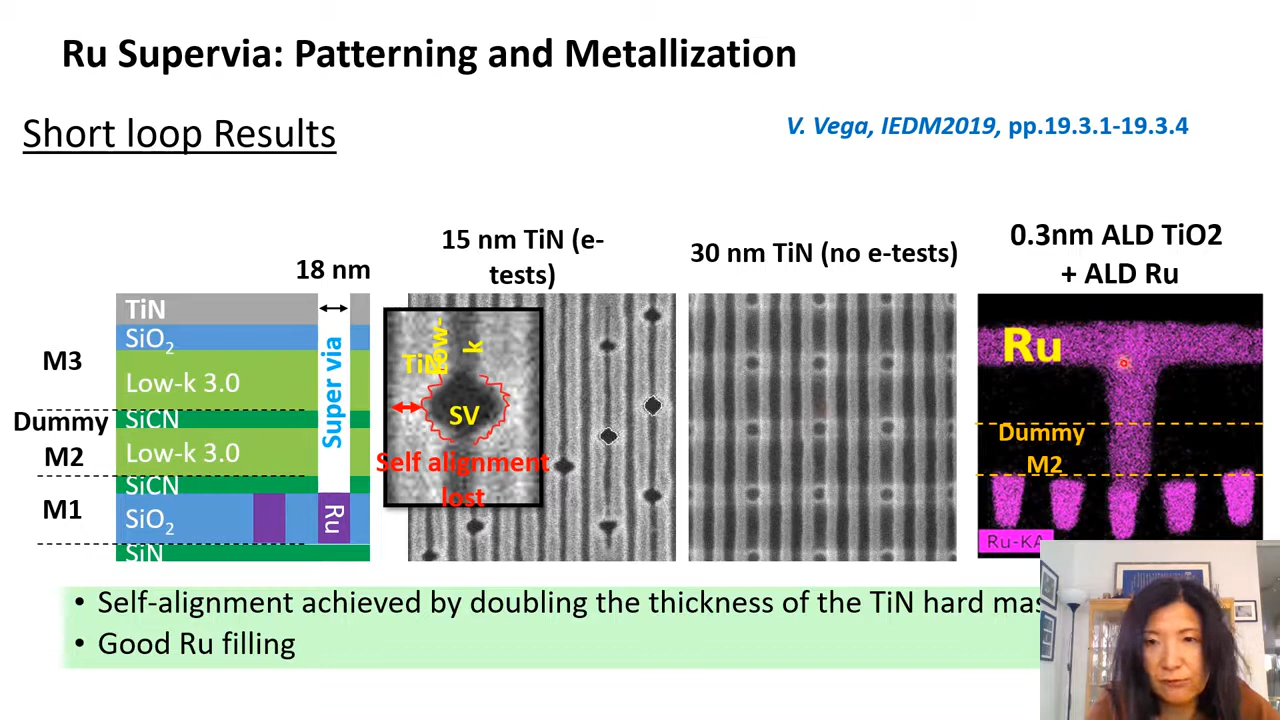 Ru Supervia: Patterning and Metallization
Short loop Results
V. Vega, IEDM2019, pp.19.3.1-19.3.4
18 nm
15 nm TiN (e-
tests)
30 nm TiN (no e-tests)
0.3nm ALD TiO2
+ ALD Ru
M3
Dummy
M2
M1
TiN
SiO2
Low-k 3.0
SiCN
Low-k 3.0
SiCN
SiO2
SiN
Super via
Ru
TiN
Low-
k
SV
Self alignment
lost
Ru
Dummy
M2
Ru-KA
• Self-alignment achieved by doubling the thickness of the TiN hard mas
• Good Ru filling